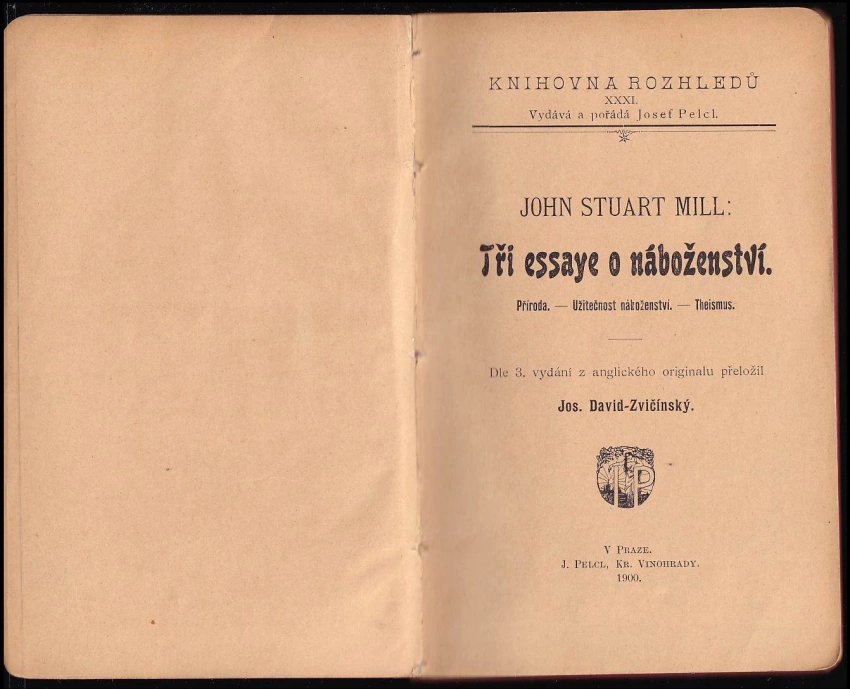 KNIHOVNA ROZHLEDŮ
XXXI.
Vydává a pořádá Josef Pelcl.
JOHN STUART MILL:
Tři essaye o náboženství.
Příroda. — Užitečnost náboženství. — Theismus.
Dle 3. vydání z anglického originalu přeložil
Jos. David-Zvičínský.
JP
V PRAZE.
J. PELCL, KR. VINOHRADY.
1900.